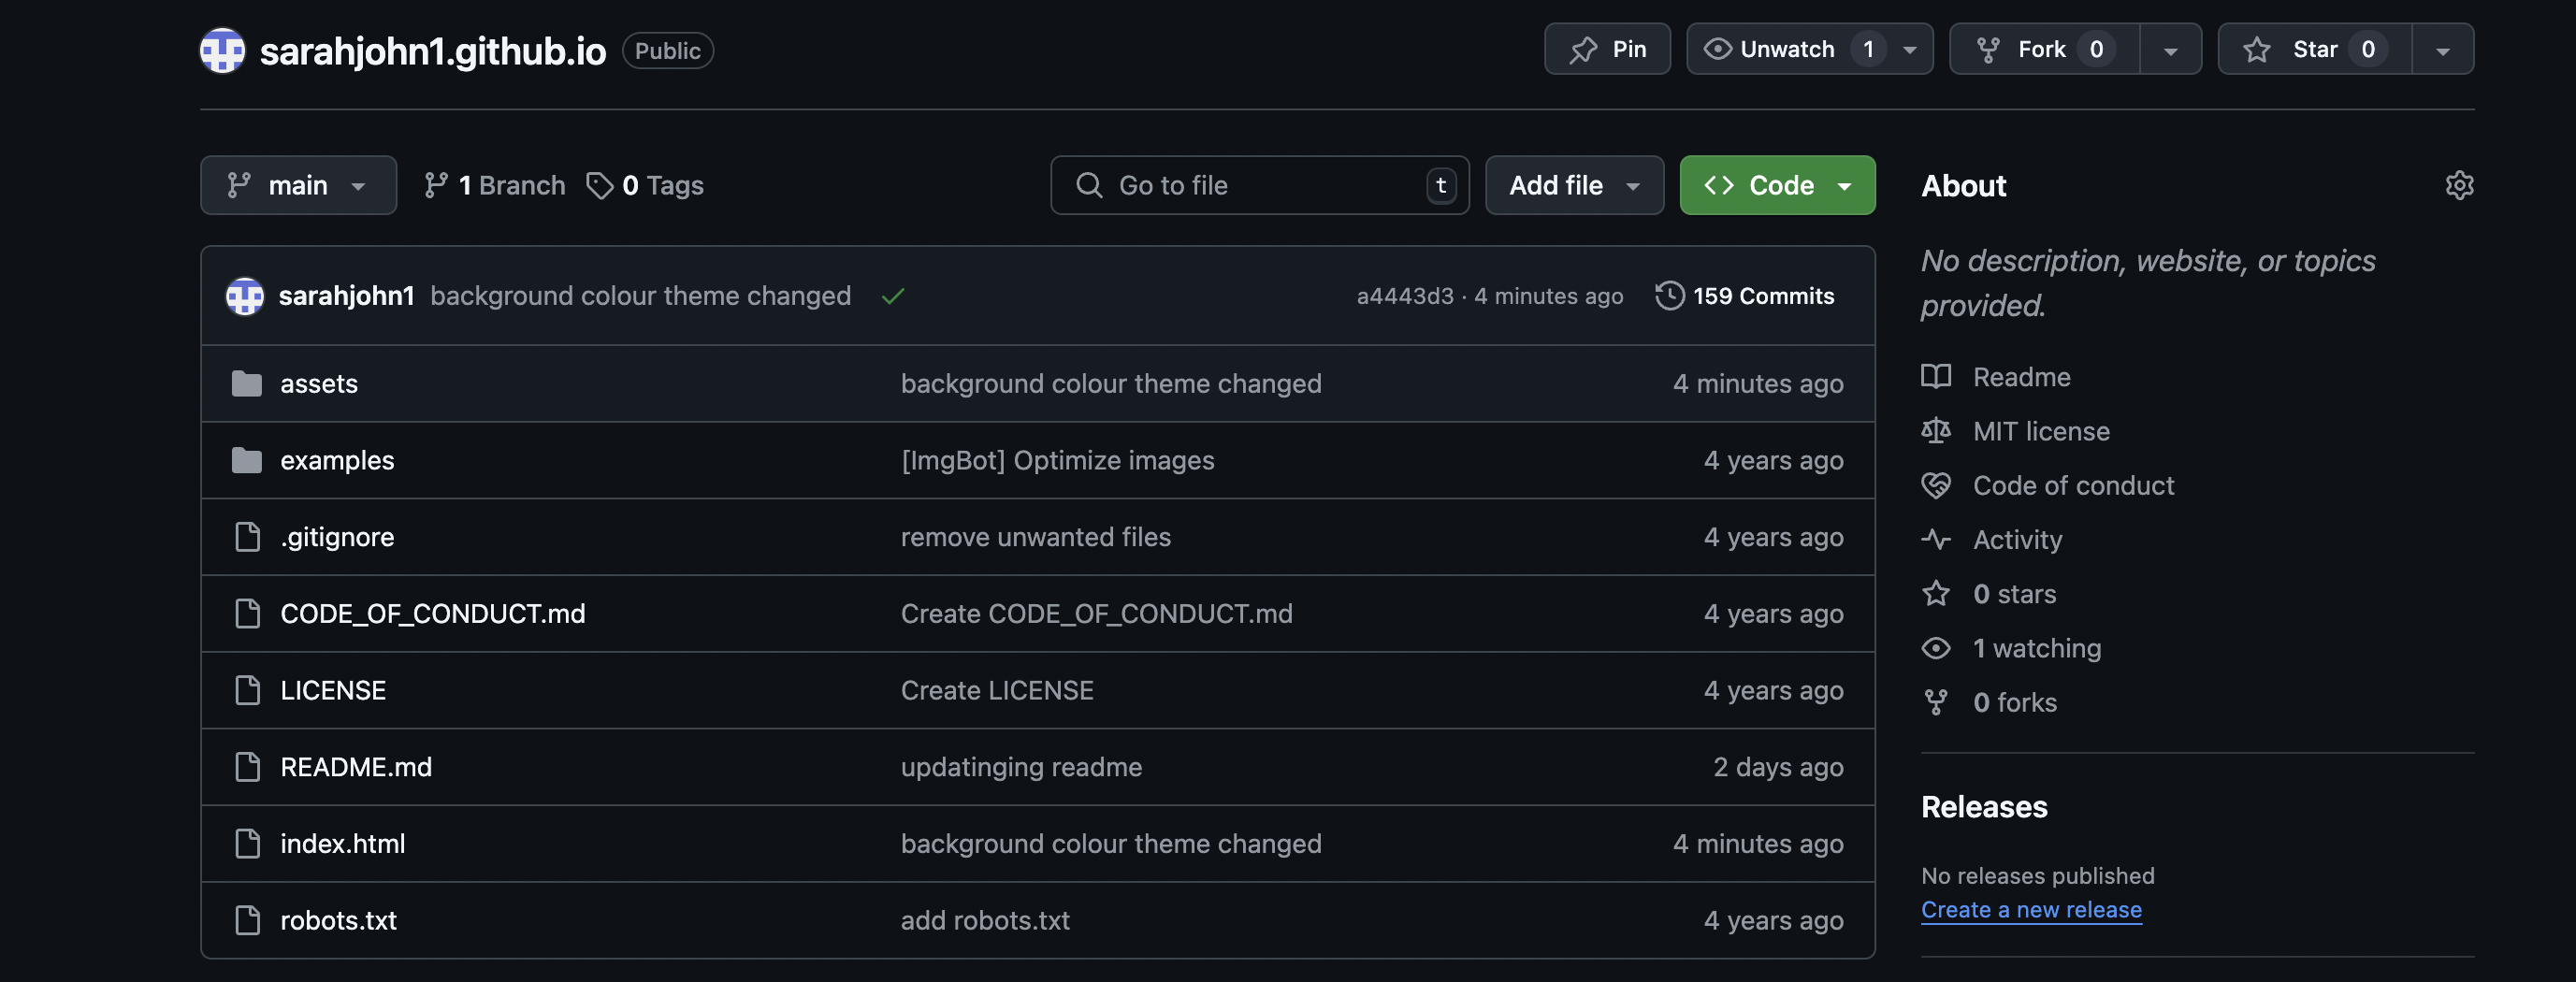 sarahjohn1.github.io Public
Pin Unwatch 1 Fork 0 Star 0
main 1 Branch 0 Tags Go to file t Add file Code
sarahjohn1 background colour theme changed a4443d3 · 4 minutes ago 159 Commits
assets background colour theme changed 4 minutes ago
examples [ImgBot] Optimize images 4 years ago
.gitignore remove unwanted files 4 years ago
CODE_OF_CONDUCT.md Create CODE_OF_CONDUCT.md 4 years ago
LICENSE Create LICENSE 4 years ago
README.md updatinging readme 2 days ago
index.html background colour theme changed 4 minutes ago
robots.txt add robots.txt 4 years ago
About
No description, website, or topics
provided.
Readme
MIT license
Code of conduct
Activity
0 stars
1 watching
0 forks
Releases
No releases published
Create a new release